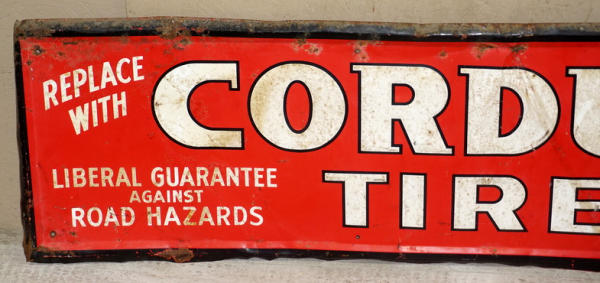 REPLACE
WITH
CORDU
LIBERAL GUARANTEE
AGAINST
ROAD HAZARDS
TIRE